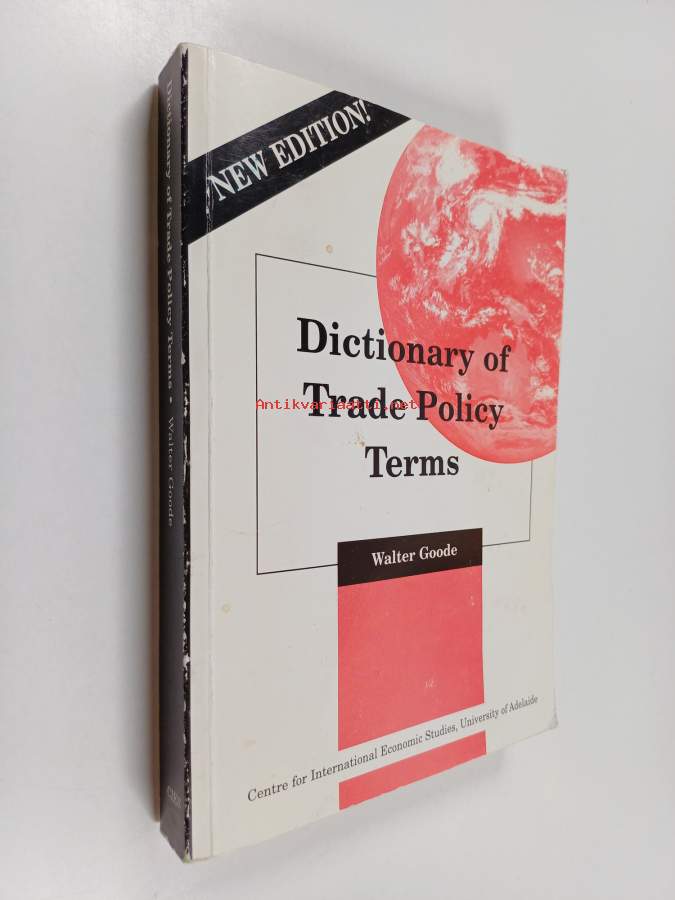 NEW EDITION!
Dictionary of
Trade Policy
Terms
Antikvariaatti.net
Walter Goode
Centre for International Economic Studies, University of Adelaide
Dictionary of Trade Policy Terms • Walter Goode
CIES